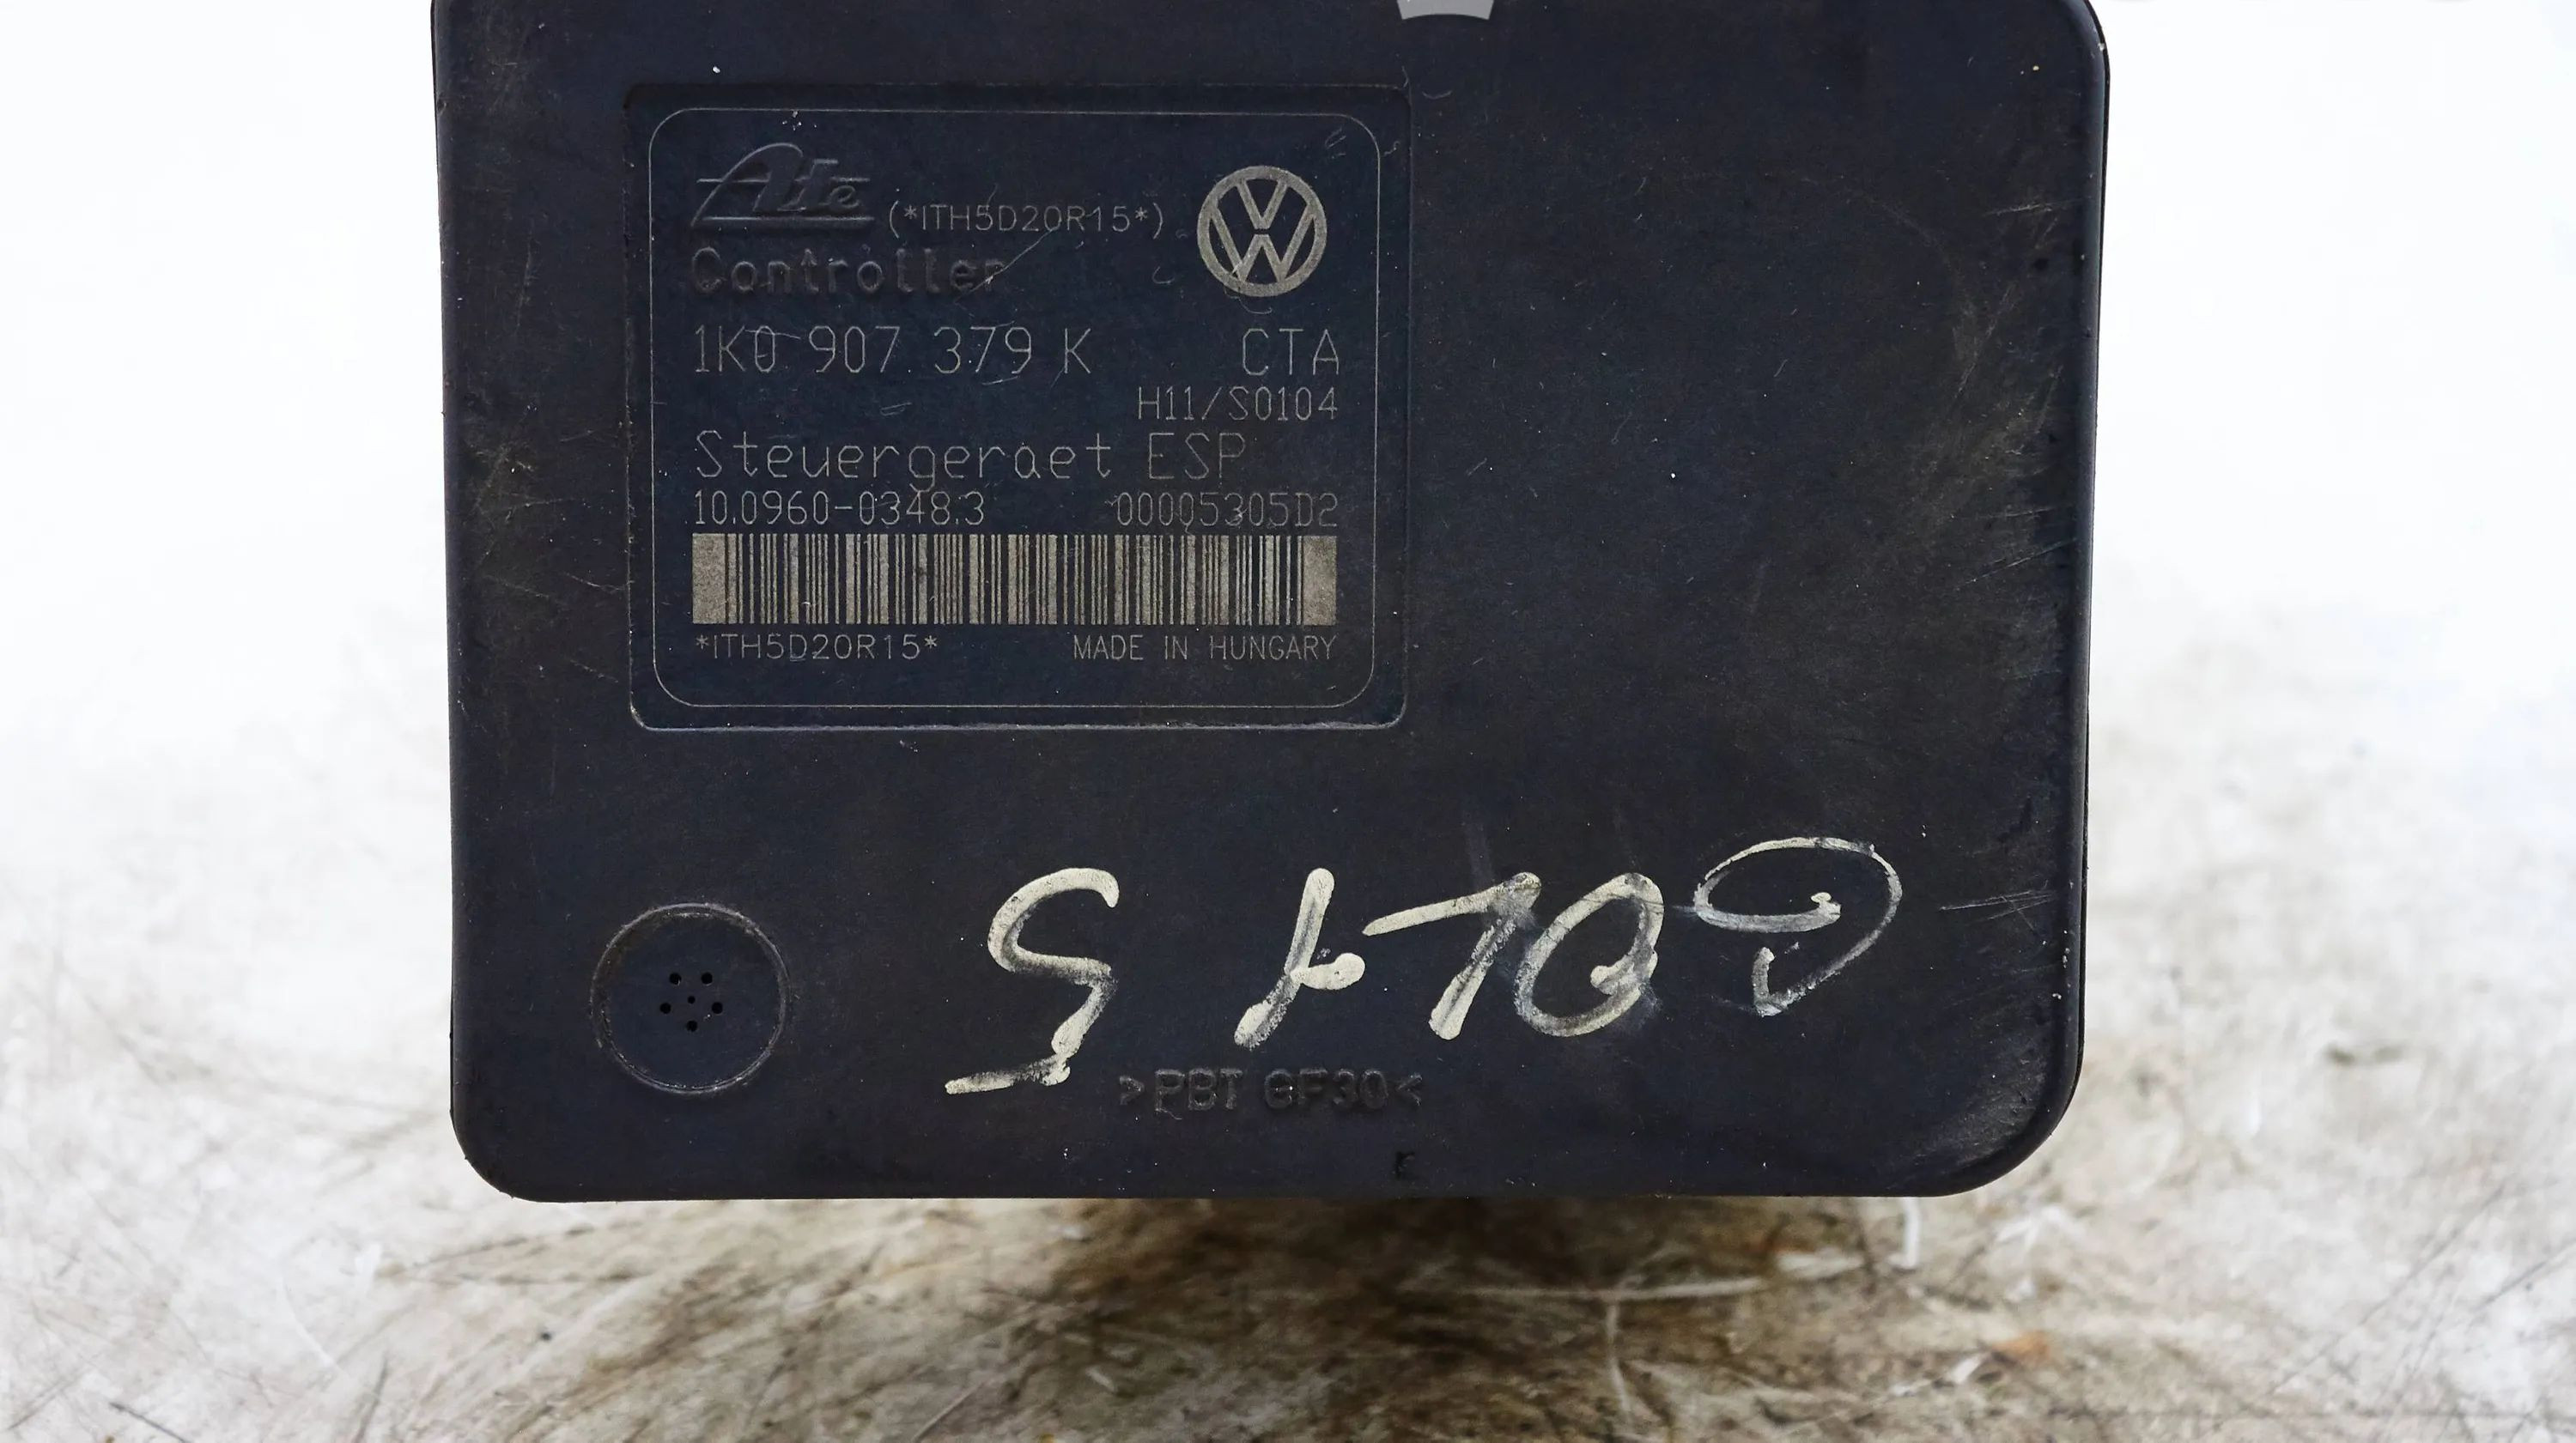 Ate (*ITH5D20R15*)
Controller
1K0 907 379 K CTA
H11/S0104
Steuergeraet ESP
10.0960-0348.3 00005305D2
*ITH5D20R15* MADE IN HUNGARY
>PBT GF30<